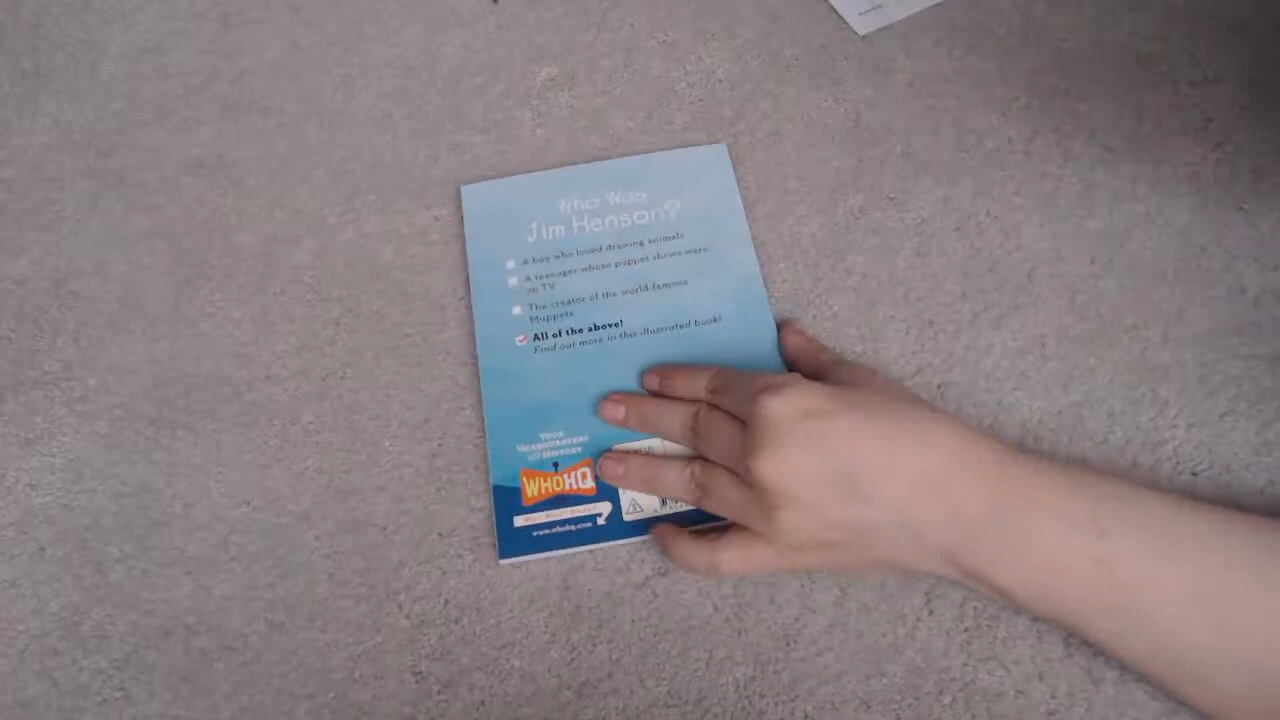 Who Was
Jim Henson?
A boy who loved drawing animals
A teenager whose puppet shows were
on TV
The creator of the world-famous
Muppets
All of the above!
Find out more in this illustrated book!
YOUR
HEADQUARTERS
FOR HISTORY
WHOHQ
www.whohq.com